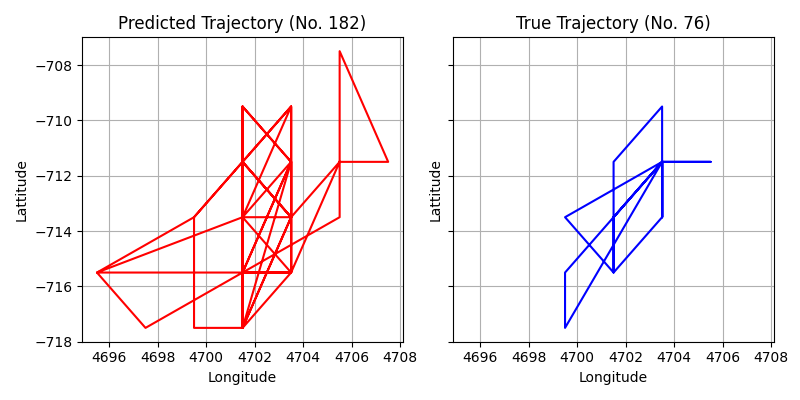 Predicted Trajectory (No. 182)
True Trajectory (No. 76)
Lattitude
−708
−710
−712
−714
−716
−718
4696 4698 4700 4702 4704 4706 4708
Longitude
Lattitude
4696 4698 4700 4702 4704 4706 4708
Longitude